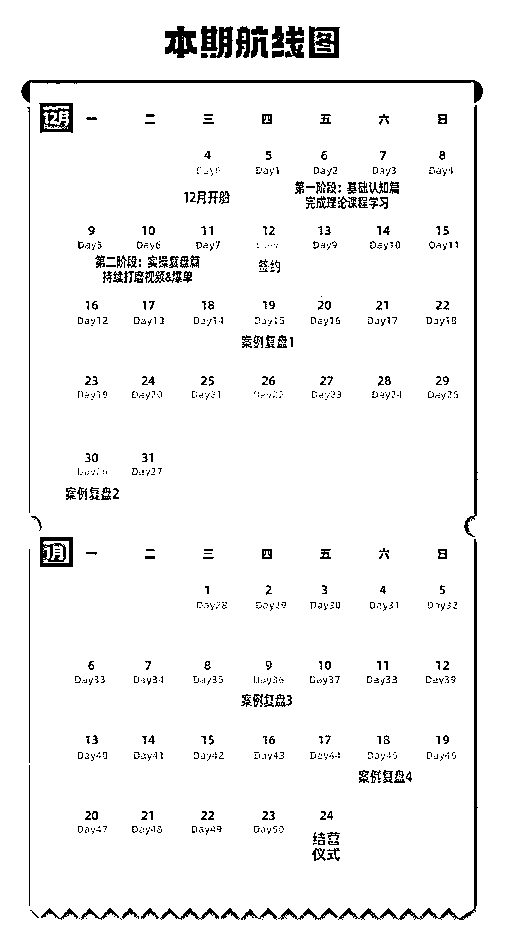 本期航线图
12月 一 二 三 四 五 六 日
4 5 6 7 8
Day0 Day1 Day2 Day3 Day4
12月开船 第一阶段：基础认知篇
完成理论课程学习
9 10 11 12 13 14 15
Day5 Day6 Day7 Day9 Day10 Day11
第二阶段：实操复盘篇 签约
持续打磨视频&爆单
16 17 18 19 20 21 22
Day12 Day13 Day14 Day15 Day16 Day17 Day18
案例复盘1
23 24 25 26 27 28 29
Day19 Day20 Day21 Day22 Day23 Day24 Day25
30 31
Day26 Day27
案例复盘2
1月 一 二 三 四 五 六 日
1 2 3 4 5
Day28 Day29 Day30 Day31 Day32
6 7 8 9 10 11 12
Day33 Day34 Day35 Day36 Day37 Day38 Day39
案例复盘3
13 14 15 16 17 18 19
Day40 Day41 Day42 Day43 Day44 Day45 Day46
案例复盘4
20 21 22 23 24
Day47 Day48 Day49 Day50 结营
仪式